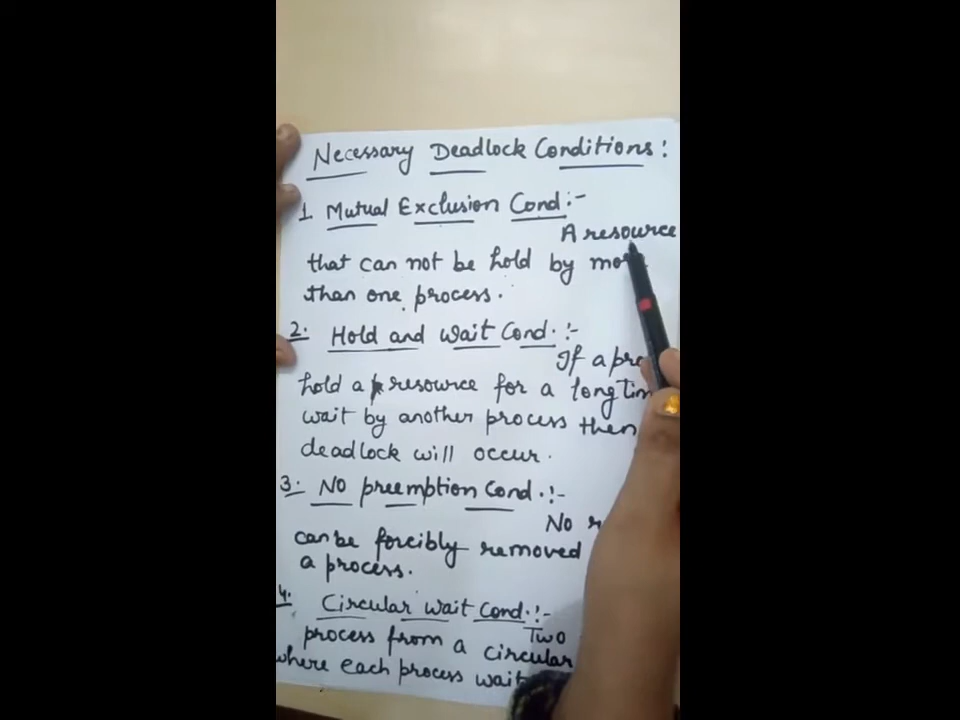 Necessary Deadlock Conditions:
1. Mutual Exclusion Cond:-
A resource
that can not be hold by
than one process.
2. Hold and wait Cond.:-
If a
hold a resource for a long
wait by another process then
deadlock will occur.
3. No preemption Cond.:-
No
can be forcibly removed
a process.
4. Circular wait Cond.:-
Two
process from a circular
where each process wait